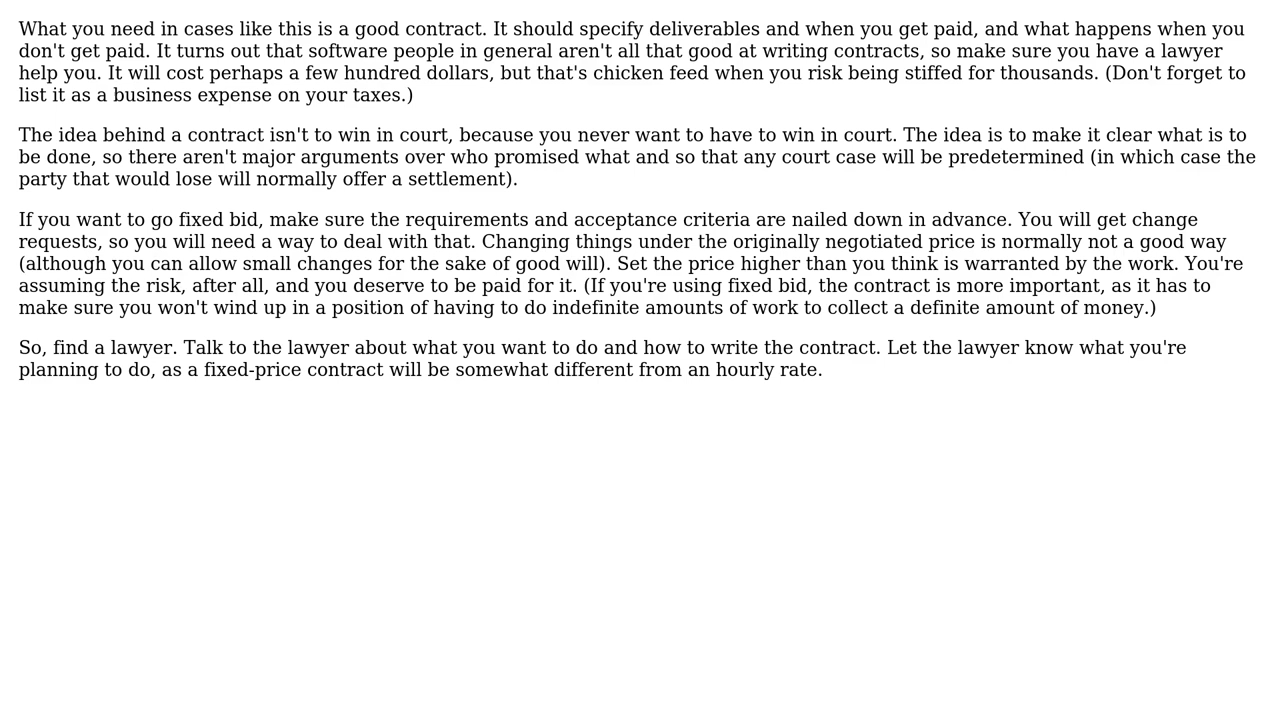 What you need in cases like this is a good contract. It should specify deliverables and when you get paid, and what happens when you
don't get paid. It turns out that software people in general aren't all that good at writing contracts, so make sure you have a lawyer
help you. It will cost perhaps a few hundred dollars, but that's chicken feed when you risk being stiffed for thousands. (Don't forget to
list it as a business expense on your taxes.)
The idea behind a contract isn't to win in court, because you never want to have to win in court. The idea is to make it clear what is to
be done, so there aren't major arguments over who promised what and so that any court case will be predetermined (in which case the
party that would lose will normally offer a settlement).
If you want to go fixed bid, make sure the requirements and acceptance criteria are nailed down in advance. You will get change
requests, so you will need a way to deal with that. Changing things under the originally negotiated price is normally not a good way
(although you can allow small changes for the sake of good will). Set the price higher than you think is warranted by the work. You're
assuming the risk, after all, and you deserve to be paid for it. (If you're using fixed bid, the contract is more important, as it has to
make sure you won't wind up in a position of having to do indefinite amounts of work to collect a definite amount of money.)
So, find a lawyer. Talk to the lawyer about what you want to do and how to write the contract. Let the lawyer know what you're
planning to do, as a fixed-price contract will be somewhat different from an hourly rate.